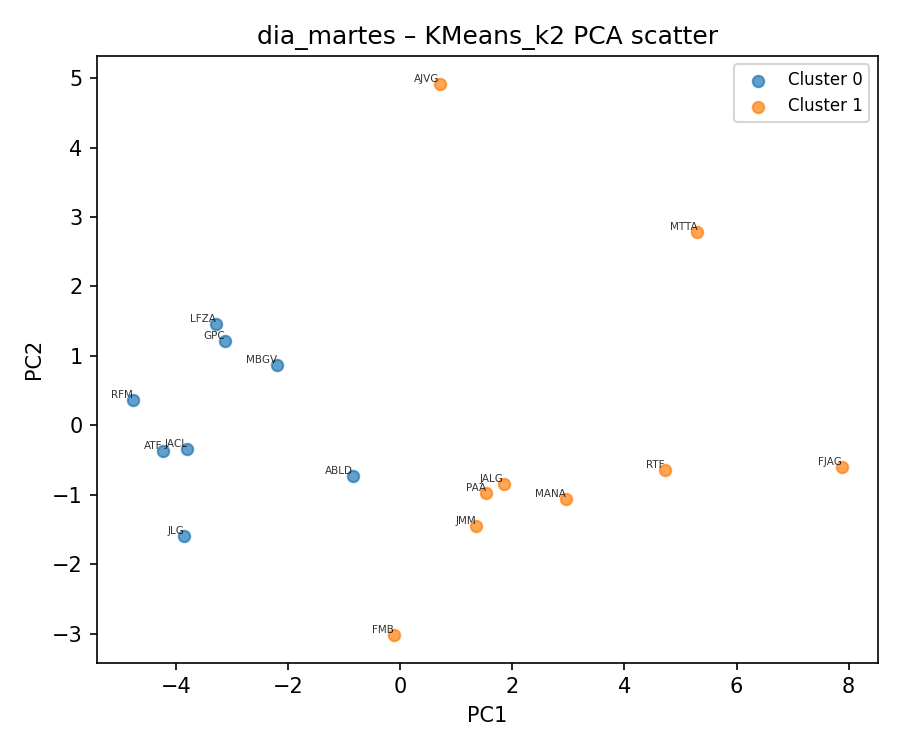 dia_martes – KMeans_k2 PCA scatter
Cluster 0
Cluster 1
PC2
5
4
3
2
1
0
−1
−2
−3
AJVG
MTTA
LFZA
GPC
MBGV
RFM
ATF
JACL
ABLD
JLG
RTF
FJAG
JALG
PAA
MANA
JMM
FMB
−4
−2
0
2
4
6
8
PC1